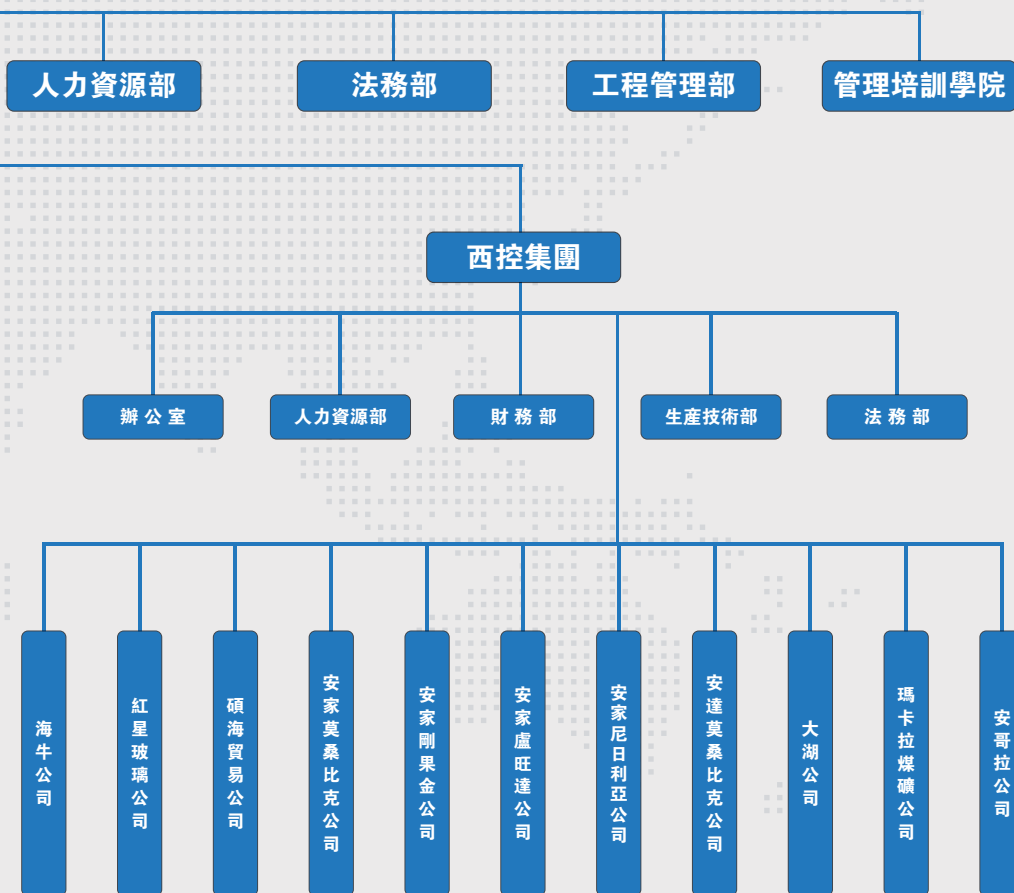 人力資源部
法務部
工程管理部
管理培訓學院
西控集團
辦 公 室
人力資源部
財 務 部
生產技術部
法 務 部
海牛公司
紅星玻璃公司
碩海貿易公司
安家莫桑比克公司
安家剛果金公司
安家盧旺達公司
安家尼日利亞公司
安達莫桑比克公司
大湖公司
瑪卡拉煤礦公司
安哥拉公司